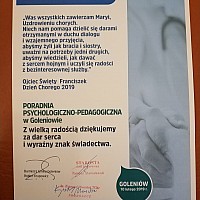 „Was wszystkich zawierzam Maryi,
Uzdrowieniu chorych.
Niech nam pomaga dzielić się darami
otrzymanymi w duchu dialogu
i wzajemnego przyjęcia,
abyśmy żyli jak bracia i siostry,
uważni na potrzeby jedni drugich,
abyśmy wiedzieli, jak dawać
z sercem hojnym i uczyli się radości
z bezinteresownej służby.”
Ojciec Święty Franciszek
Dzień Chorego 2019
PORADNIA
PSYCHOLOGICZNO-PEDAGOGICZNA
w Goleniowie
Z wielką radością dziękujemy
za dar serca
i wyraźny znak świadectwa.
STAROSTA
GOLENIÓW